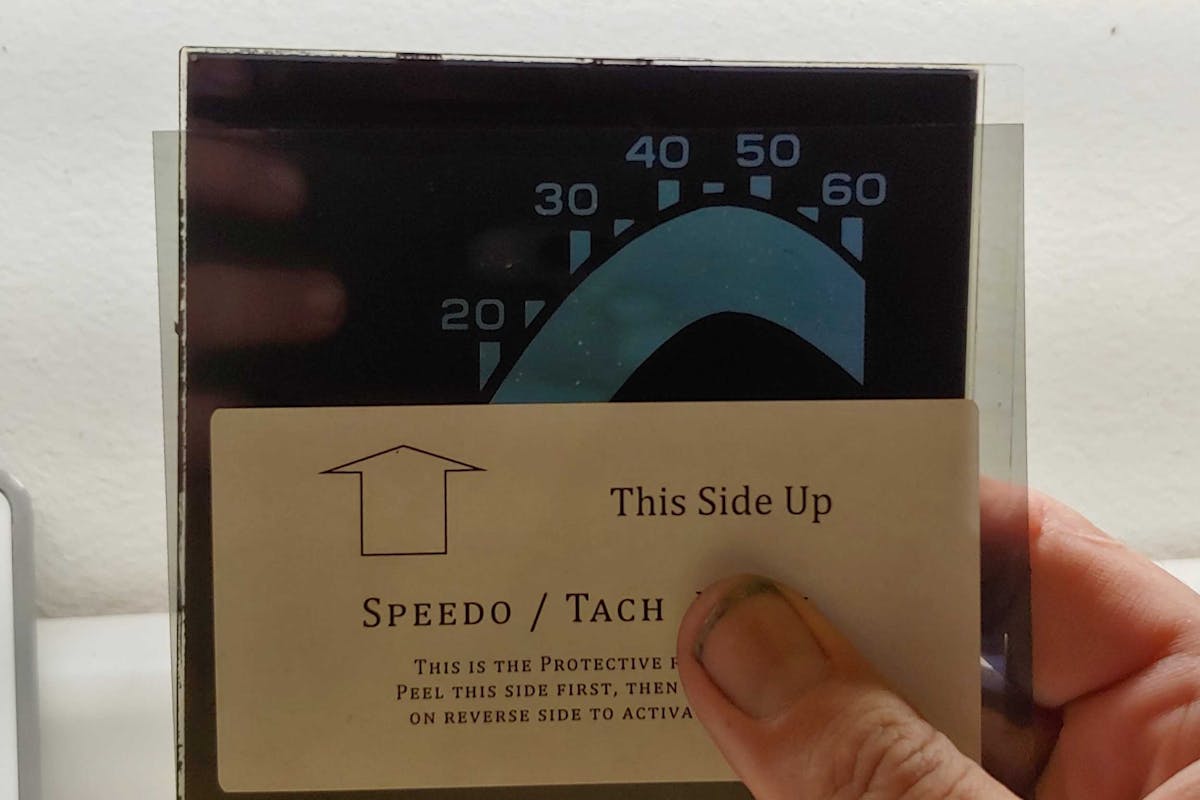 40 50
30 60
20
This Side Up
SPEEDO / TACH
THIS IS THE PROTECTIVE
PEEL THIS SIDE FIRST, THEN
ON REVERSE SIDE TO